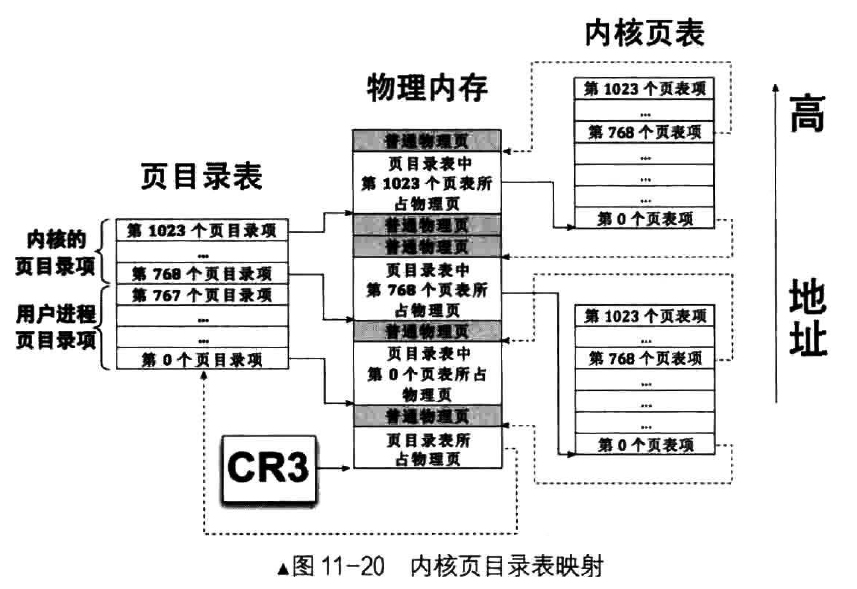 内核页表
物理内存
页目录表
高
地
址
第 1023 个页表项
...
第 768 个页表项
...
...
...
第 0 个页表项
普通物理页
页目录表中
第 1023 个页表所
占物理页
普通物理页
普通物理页
页目录表中
第 768 个页表所
占物理页
普通物理页
页目录表中
第 0 个页表所占
物理页
普通物理页
页目录表所
占物理页
内核的
页目录项
用户进程
页目录项
第 1023 个页目录项
...
第 768 个页目录项
第 767 个页目录项
...
...
第 0 个页目录项
第 1023 个页表项
...
第 768 个页表项
...
...
...
第 0 个页表项
CR3
▲图 11-20 内核页目录表映射